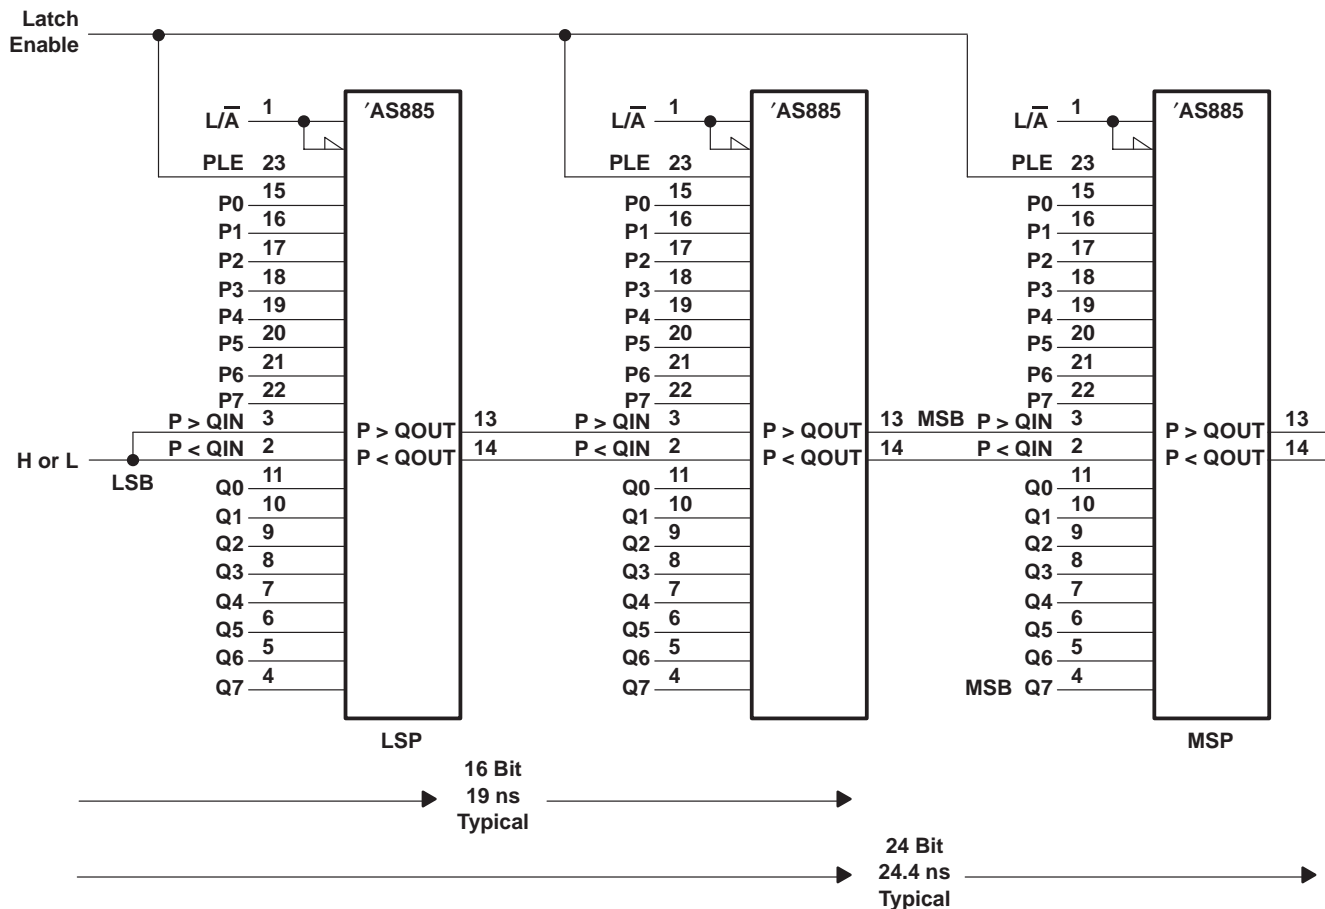 Latch
Enable
L/A̅ 1
′AS885
PLE 23
P0 15
P1 16
P2 17
P3 18
P4 19
P5 20
P6 21
P7 22
P > QIN 3
P < QIN 2
P > QOUT 13
P < QOUT 14
H or L
LSB
Q0 11
Q1 10
Q2 9
Q3 8
Q4 7
Q5 6
Q6 5
Q7 4
LSP
L/A̅ 1
′AS885
PLE 23
P0 15
P1 16
P2 17
P3 18
P4 19
P5 20
P6 21
P7 22
P > QIN 3
P < QIN 2
P > QOUT 13
P < QOUT 14
Q0 11
Q1 10
Q2 9
Q3 8
Q4 7
Q5 6
Q6 5
Q7 4
L/A̅ 1
′AS885
PLE 23
P0 15
P1 16
P2 17
P3 18
P4 19
P5 20
P6 21
P7 22
MSB P > QIN 3
P < QIN 2
P > QOUT 13
P < QOUT 14
Q0 11
Q1 10
Q2 9
Q3 8
Q4 7
Q5 6
Q6 5
MSB Q7 4
MSP
16 Bit
19 ns
Typical
24 Bit
24.4 ns
Typical